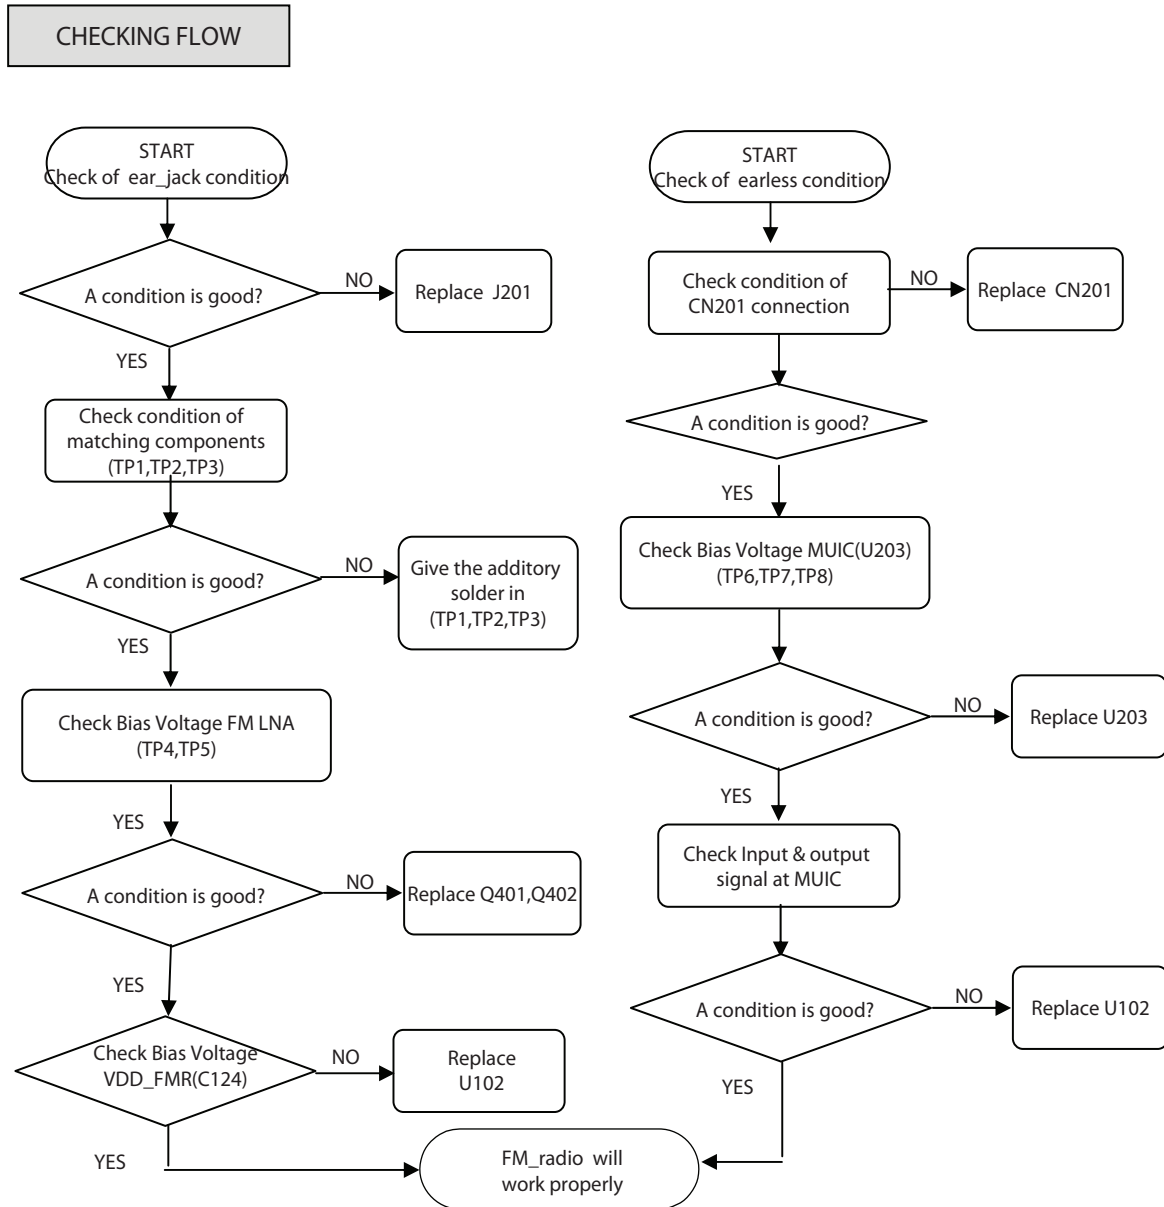 CHECKING FLOW
START
Check of ear_jack condition
A condition is good?
NO
Replace J201
YES
Check condition of
matching components
(TP1,TP2,TP3)
A condition is good?
NO
Give the additory
solder in
(TP1,TP2,TP3)
YES
Check Bias Voltage FM LNA
(TP4,TP5)
YES
A condition is good?
NO
Replace Q401,Q402
YES
Check Bias Voltage
VDD_FMR(C124)
NO
Replace
U102
YES
START
Check of earless condition
Check condition of
CN201 connection
NO
Replace CN201
A condition is good?
YES
Check Bias Voltage MUIC(U203)
(TP6,TP7,TP8)
A condition is good?
NO
Replace U203
YES
Check Input & output
signal at MUIC
A condition is good?
NO
Replace U102
YES
FM_radio will
work properly